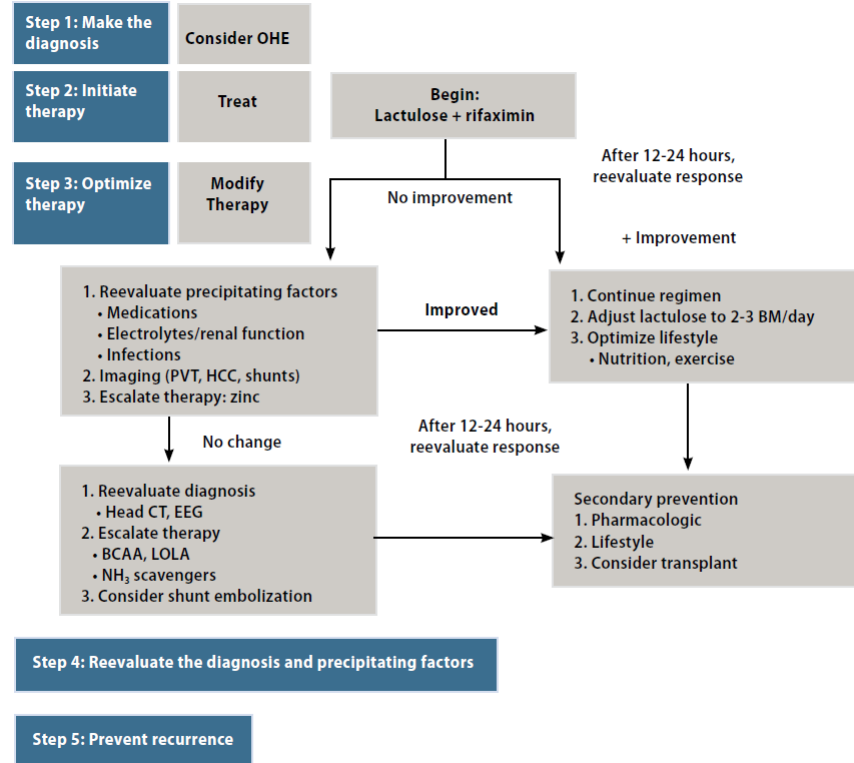 Step 1: Make the
diagnosis
Consider OHE
Step 2: Initiate
therapy
Treat
Begin:
Lactulose + rifaximin
Step 3: Optimize
therapy
Modify
Therapy
After 12-24 hours,
reevaluate response
No improvement
+ Improvement
1. Reevaluate precipitating factors
• Medications
• Electrolytes/renal function
• Infections
2. Imaging (PVT, HCC, shunts)
3. Escalate therapy: zinc
Improved
1. Continue regimen
2. Adjust lactulose to 2-3 BM/day
3. Optimize lifestyle
• Nutrition, exercise
No change
After 12-24 hours,
reevaluate response
1. Reevaluate diagnosis
• Head CT, EEG
2. Escalate therapy
• BCAA, LOLA
• NH₃ scavengers
3. Consider shunt embolization
Secondary prevention
1. Pharmacologic
2. Lifestyle
3. Consider transplant
Step 4: Reevaluate the diagnosis and precipitating factors
Step 5: Prevent recurrence